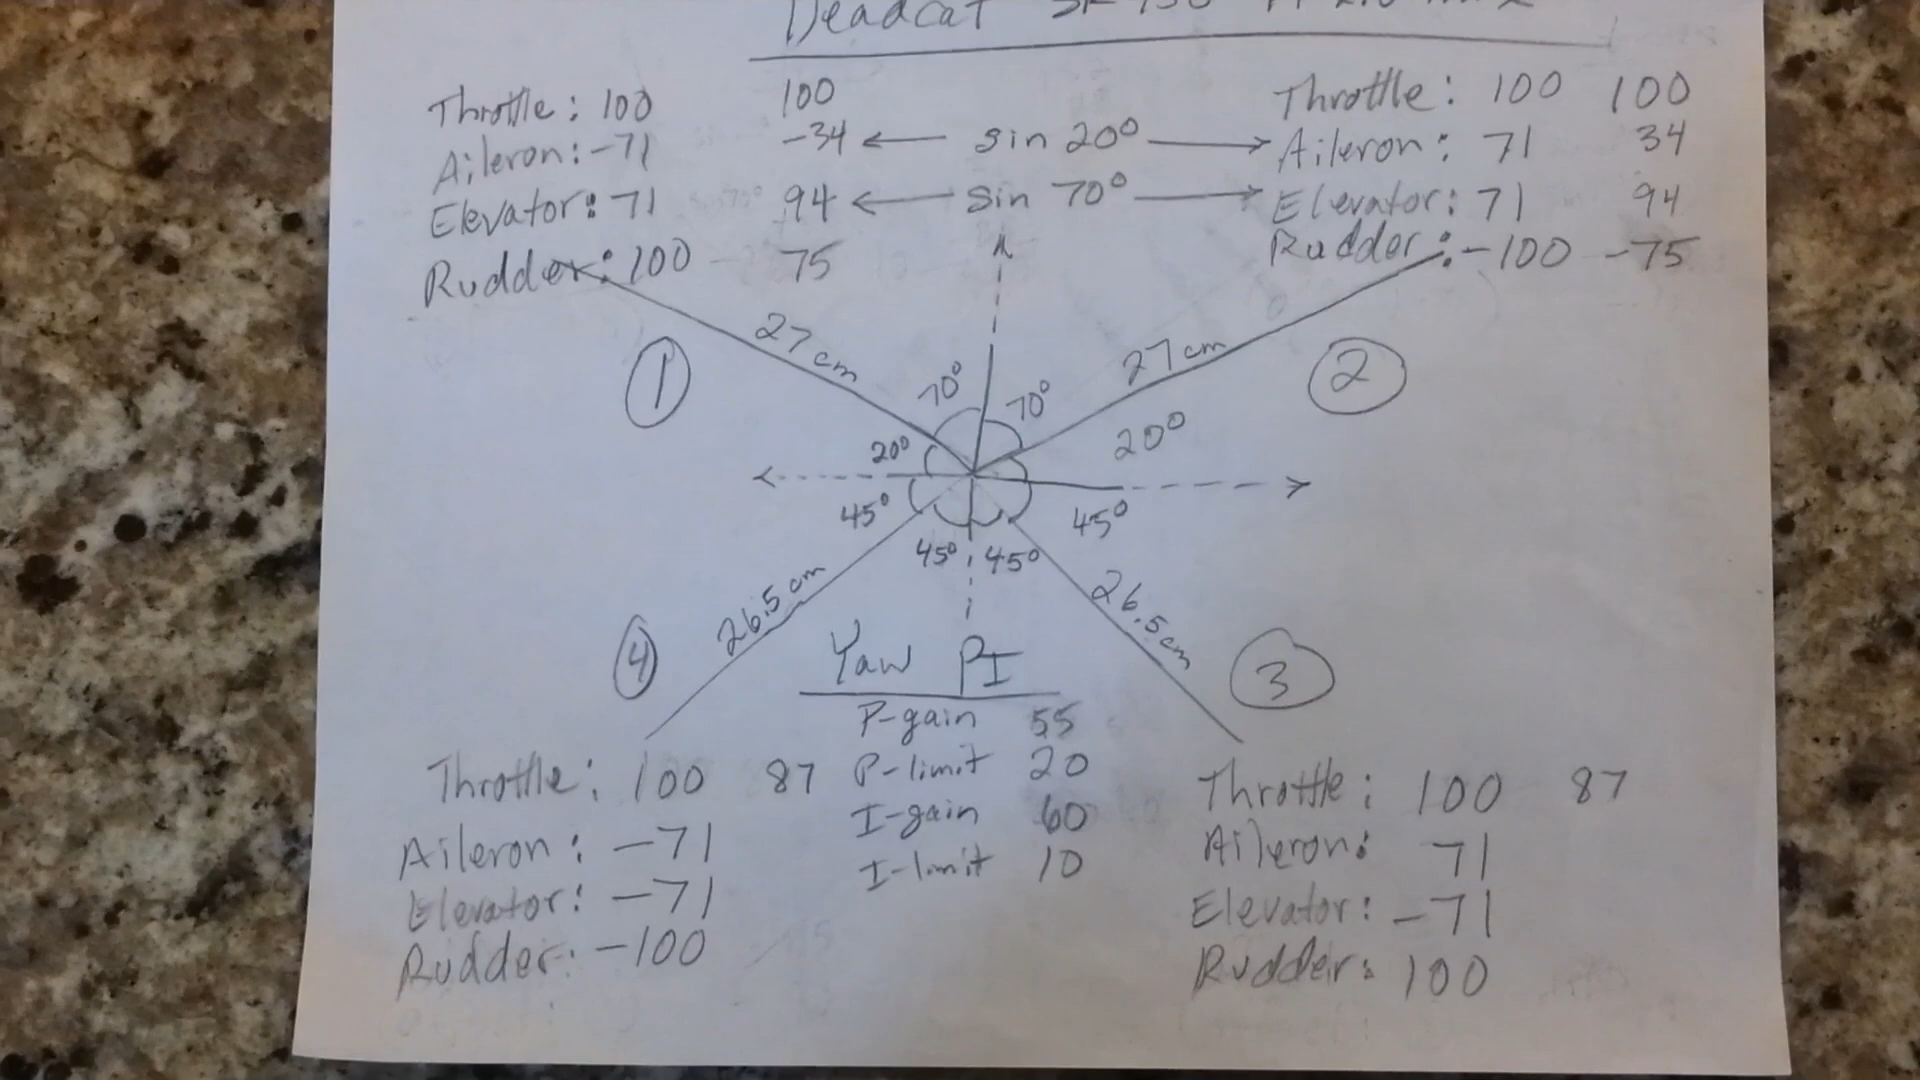 Deadcat
Throttle: 100 100
Aileron: -71 -34 ← sin 20°
Elevator: 71 94 ← sin 70°
Rudder: 100 75
→ Throttle: 100 100
→ Aileron: 71 34
Elevator: 71 94
Rudder: -100 -75
27 cm 27 cm
1 2
70° 70°
20° 20°
45° 45°
45° 45°
26.5 cm 26.5 cm
4 3
Yaw PI
P-gain 55
P-limit 20
I-gain 60
I-limit 10
Throttle: 100 87
Aileron: -71
Elevator: -71
Rudder: -100
Throttle: 100 87
Aileron: 71
Elevator: -71
Rudder: 100